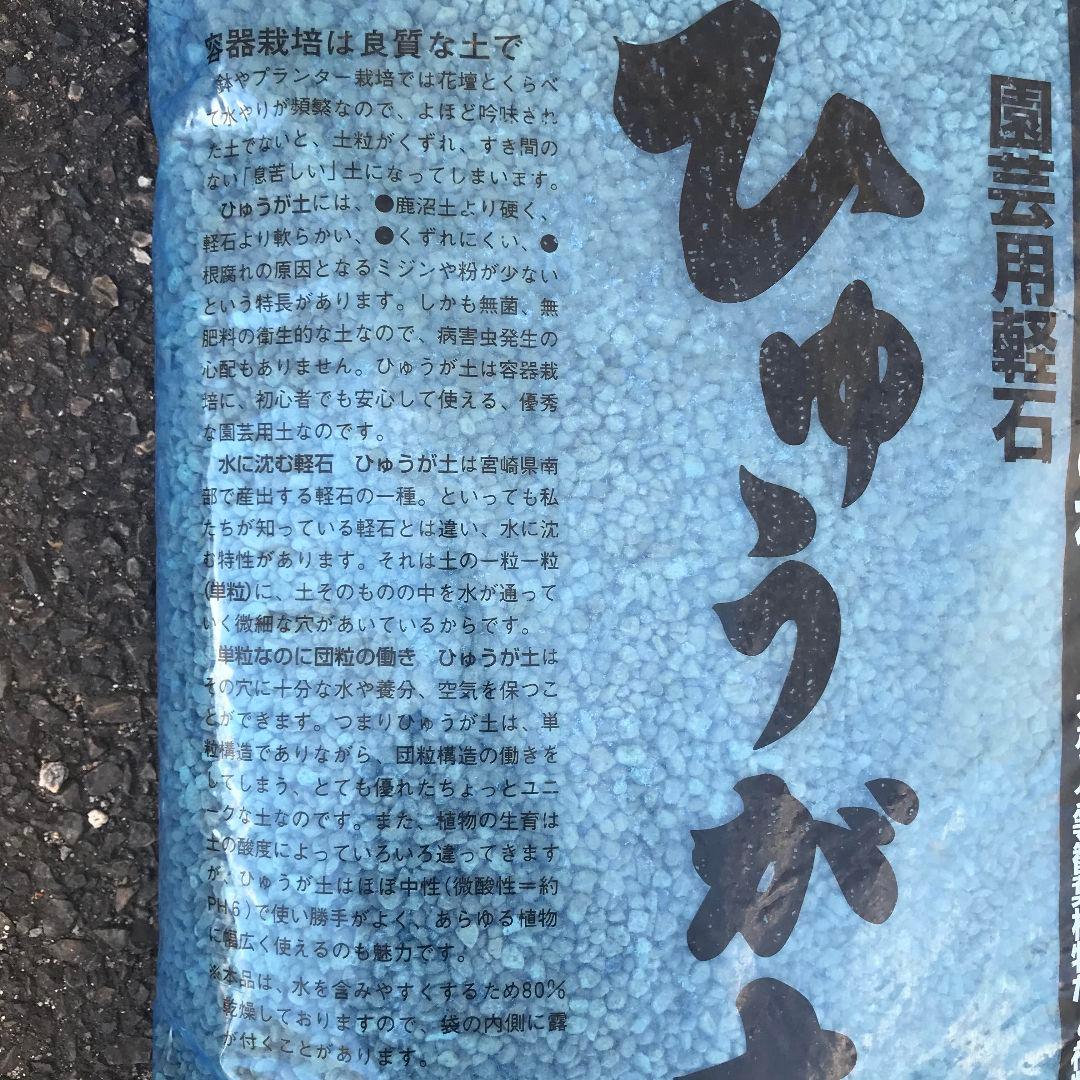 園芸用軽石
ひゅうが
容器栽培は良質な土で
鉢やプランター栽培では花壇とくらべ
て水やりが頻繁なので、よほど吟味され
た土でないと、土粒がくずれ、すき間の
ない「息苦しい」土になってしまいます。
ひゅうが土には、●鹿沼土より硬く、
軽石より軟らかい、●くずれにくい、●
根腐れの原因となるミジンや粉が少ない
という特長があります。しかも無菌、無
肥料の衛生的な土なので、病害虫発生の
心配もありません。ひゅうが土は容器栽
培に、初心者でも安心して使える、優秀
な園芸用土なのです。
水に沈む軽石 ひゅうが土は宮崎県南
部で産出する軽石の一種。といっても私
たちが知っている軽石とは違い、水に沈
む特性があります。それは土の一粒一粒
(単粒)に、土そのものの中を水が通って
いく微細な穴があいているからです。
単粒なのに団粒の働き ひゅうが土は
その穴に十分な水や養分、空気を保つこ
とができます。つまりひゅうが土は、単
粒構造でありながら、団粒構造の働きを
してしまう、とても優れたちょっとユニ
ークな土なのです。また、植物の生育は
土の酸度によっていろいろ違ってきます
が、ひゅうが土はほぼ中性(微酸性=約
PH6)で使い勝手がよく、あらゆる植物
に幅広く使えるのも魅力です。
※本品は、水を含みやすくするため80%
乾燥しておりますので、袋の内側に露
が付くことがあります。